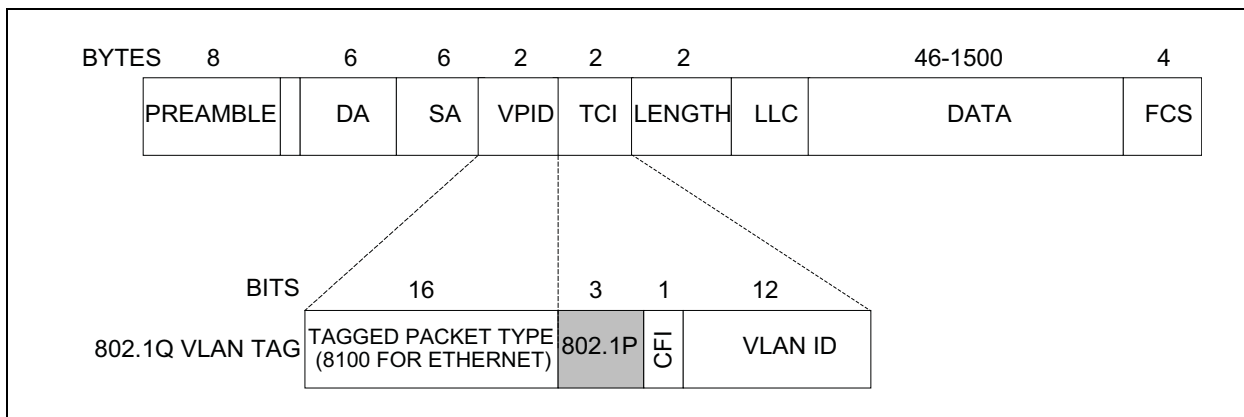 BYTES 8 6 6 2 2 2 46-1500 4
PREAMBLE DA SA VPID TCI LENGTH LLC DATA FCS
BITS 16 3 1 12
802.1Q VLAN TAG TAGGED PACKET TYPE (8100 FOR ETHERNET) 802.1P CFI VLAN ID